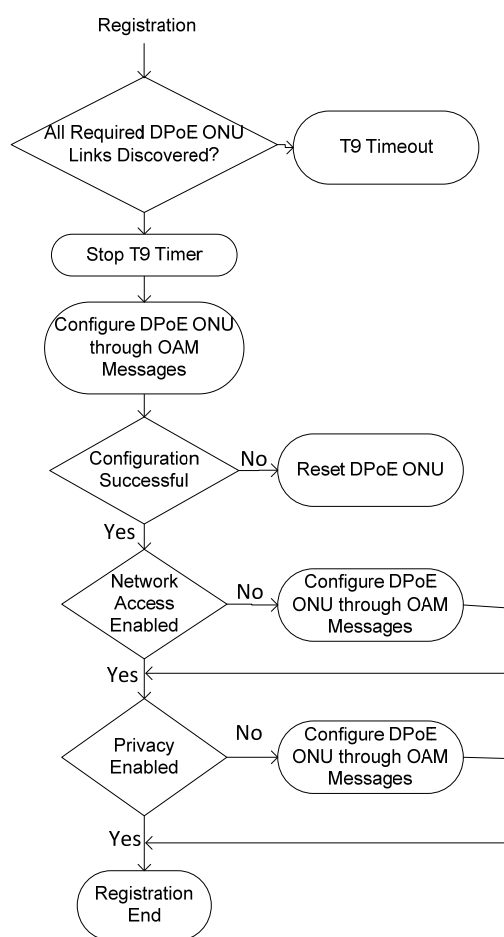 Registration
All Required DPoE ONU
Links Discovered?
T9 Timeout
Stop T9 Timer
Configure DPoE ONU
through OAM
Messages
Configuration
Successful
No
Reset DPoE ONU
Yes
Network
Access
Enabled
No
Configure DPoE
ONU through OAM
Messages
Yes
Privacy
Enabled
No
Configure DPoE
ONU through OAM
Messages
Yes
Registration
End